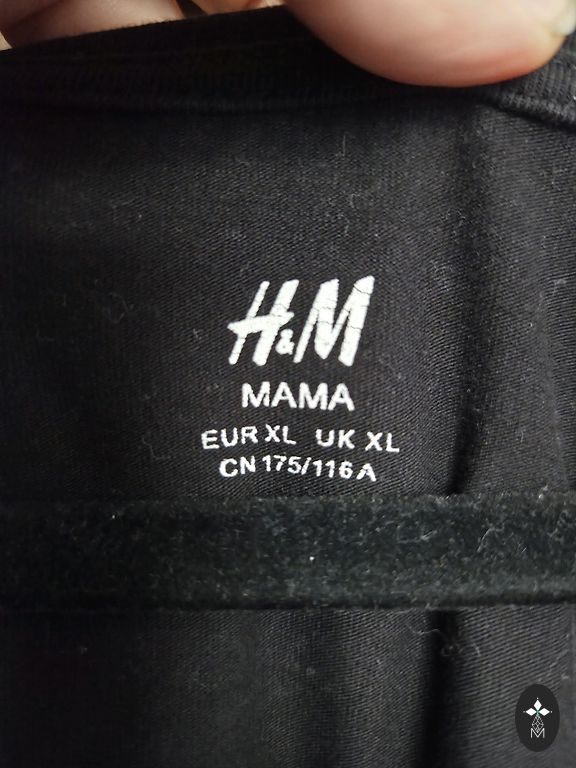 H&M
MAMA
EUR XL UK XL
CN 175/116 A
M